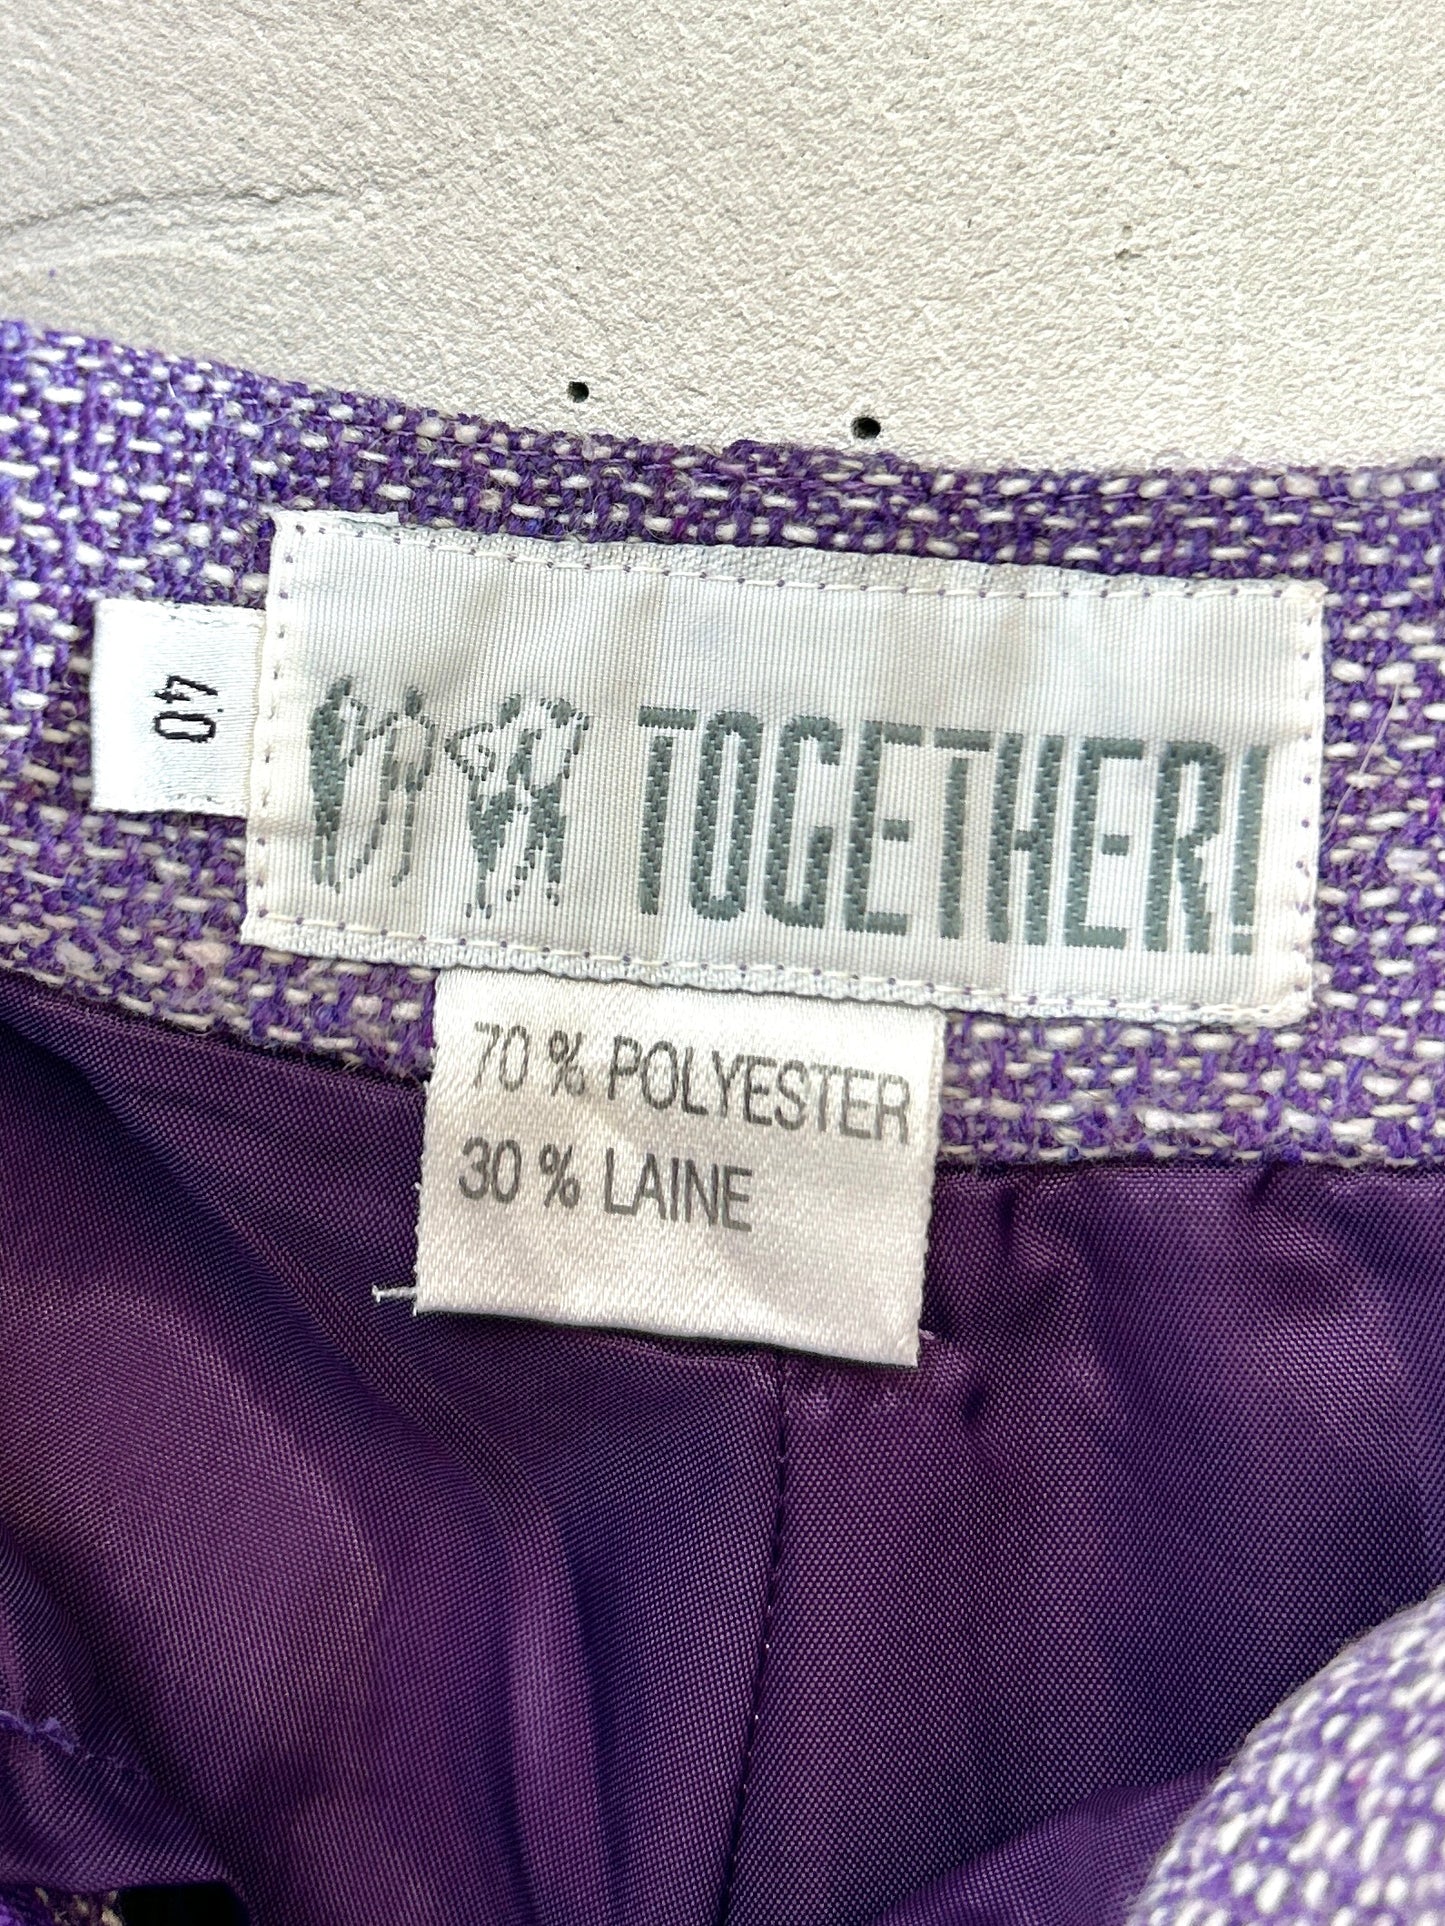 40
TOGETHER!
70 % POLYESTER
30 % LAINE